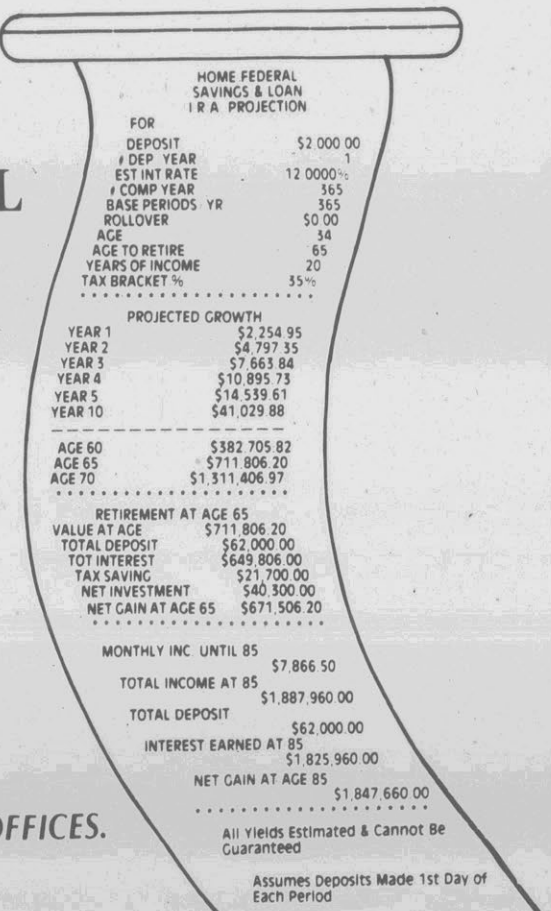 HOME FEDERAL
SAVINGS & LOAN
I R A PROJECTION
FOR
DEPOSIT $2,000 00
# DEP YEAR 1
EST INT RATE 12 0000%
# COMP YEAR 365
BASE PERIODS/YR 365
ROLLOVER $0 00
AGE 34
AGE TO RETIRE 65
YEARS OF INCOME 20
TAX BRACKET % 35%
PROJECTED GROWTH
YEAR 1 $2,254.95
YEAR 2 $4,797 35
YEAR 3 $7,663 84
YEAR 4 $10,895.73
YEAR 5 $14,539.61
YEAR 10 $41,029.88
AGE 60 $382,705.82
AGE 65 $711,806.20
AGE 70 $1,311,406.97
RETIREMENT AT AGE 65
VALUE AT AGE $711,806.20
TOTAL DEPOSIT $62,000.00
TOT INTEREST $649,806.00
TAX SAVING $21,700.00
NET INVESTMENT $40,300.00
NET GAIN AT AGE 65 $671,506.20
MONTHLY INC. UNTIL 85
$7,866.50
TOTAL INCOME AT 85
$1,887,960.00
TOTAL DEPOSIT
$62,000.00
INTEREST EARNED AT 85
$1,825,960.00
NET GAIN AT AGE 85
$1,847,660.00
All Yields Estimated & Cannot Be
Guaranteed
Assumes Deposits Made 1st Day of
Each Period
L
OFFICES.